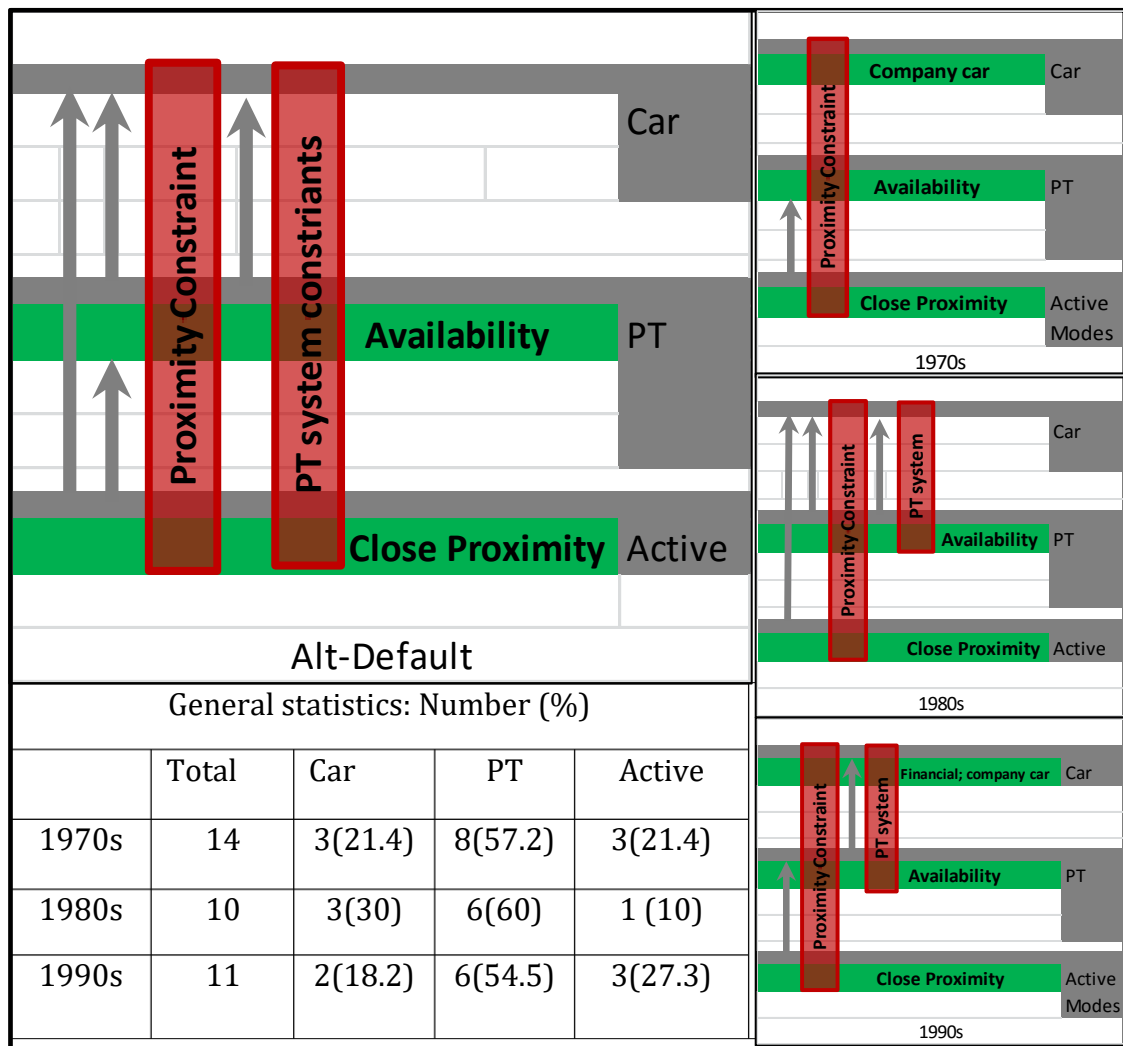 Car
Proximity Constraint
PT system constriants
Availability
PT
Close Proximity
Active
Alt-Default
General statistics: Number (%)
Total Car PT Active
1970s 14 3(21.4) 8(57.2) 3(21.4)
1980s 10 3(30) 6(60) 1 (10)
1990s 11 2(18.2) 6(54.5) 3(27.3)
Company car
Car
Proximity Constraint
Availability
PT
Close Proximity
Active
Modes
1970s
Car
Proximity Constraint
PT system
Availability
PT
Close Proximity
Active
1980s
Financial; company car
Car
Proximity Constraint
PT system
Availability
PT
Close Proximity
Active
Modes
1990s